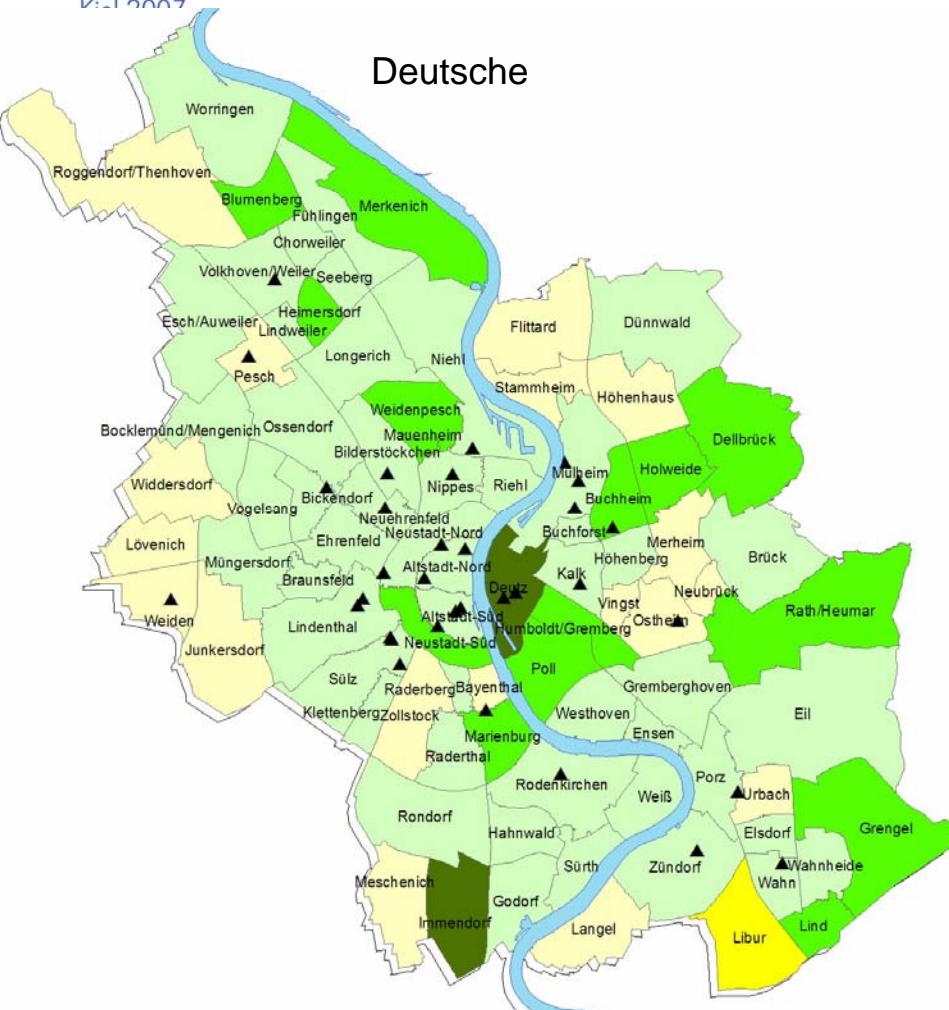 Kiel 2007
Deutsche
Worringen
Roggendorf/Thenhoven
Blumenberg
Merkenich
Fühlingen
Chorweiler
Volkhoven/Weiler
Seeberg
Heimersdorf
Esch/Auweiler
Lindweiler
Flittard
Dünnwald
Longerich
Niehl
Pesch
Stammheim
Höhenhaus
Weidenpesch
Bocklemünd/Mengenich
Ossendorf
Mauenheim
Dellbrück
Bilderstöckchen
Holweide
Mülheim
Widdersdorf
Nippes
Riehl
Bickendorf
Buchheim
Vogelsang
Neuehrenfeld
Neustadt-Nord
Buchforst
Ehrenfeld
Merheim
Lövenich
Höhenberg
Brück
Müngersdorf
Altstadt-Nord
Kalk
Braunsfeld
Deutz
Neubrück
Vingst
Rath/Heumar
Weiden
Altstadt-Süd
Ostheim
Lindenthal
Humboldt/Gremberg
Neustadt-Süd
Junkersdorf
Poll
Sülz
Raderberg
Bayenthal
Gremberghoven
Klettenberg
Zollstock
Westhoven
Eil
Marienburg
Ensen
Raderthal
Porz
Rodenkirchen
Weiß
Urbach
Rondorf
Hahnwald
Elsdorf
Grengel
Sürth
Zündorf
Wahnheide
Meschenich
Wahn
Godorf
Immendorf
Langel
Lind
Libur